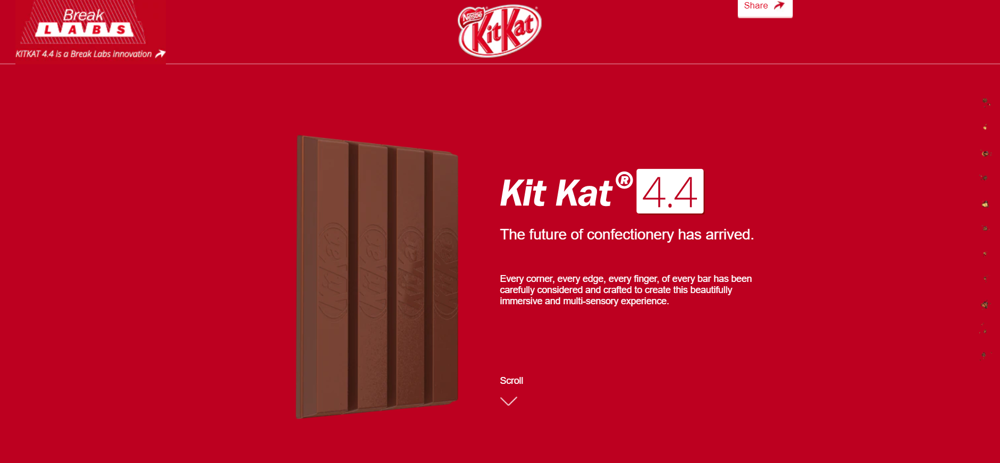 Break
LABS
KITKAT 4.4 is a Break Labs innovation
Nestlé
KitKat
Share
KitKat
KitKat
KitKat
KitKat
Kit Kat® 4.4
The future of confectionery has arrived.
Every corner, every edge, every finger, of every bar has been
carefully considered and crafted to create this beautifully
immersive and multi-sensory experience.
Scroll